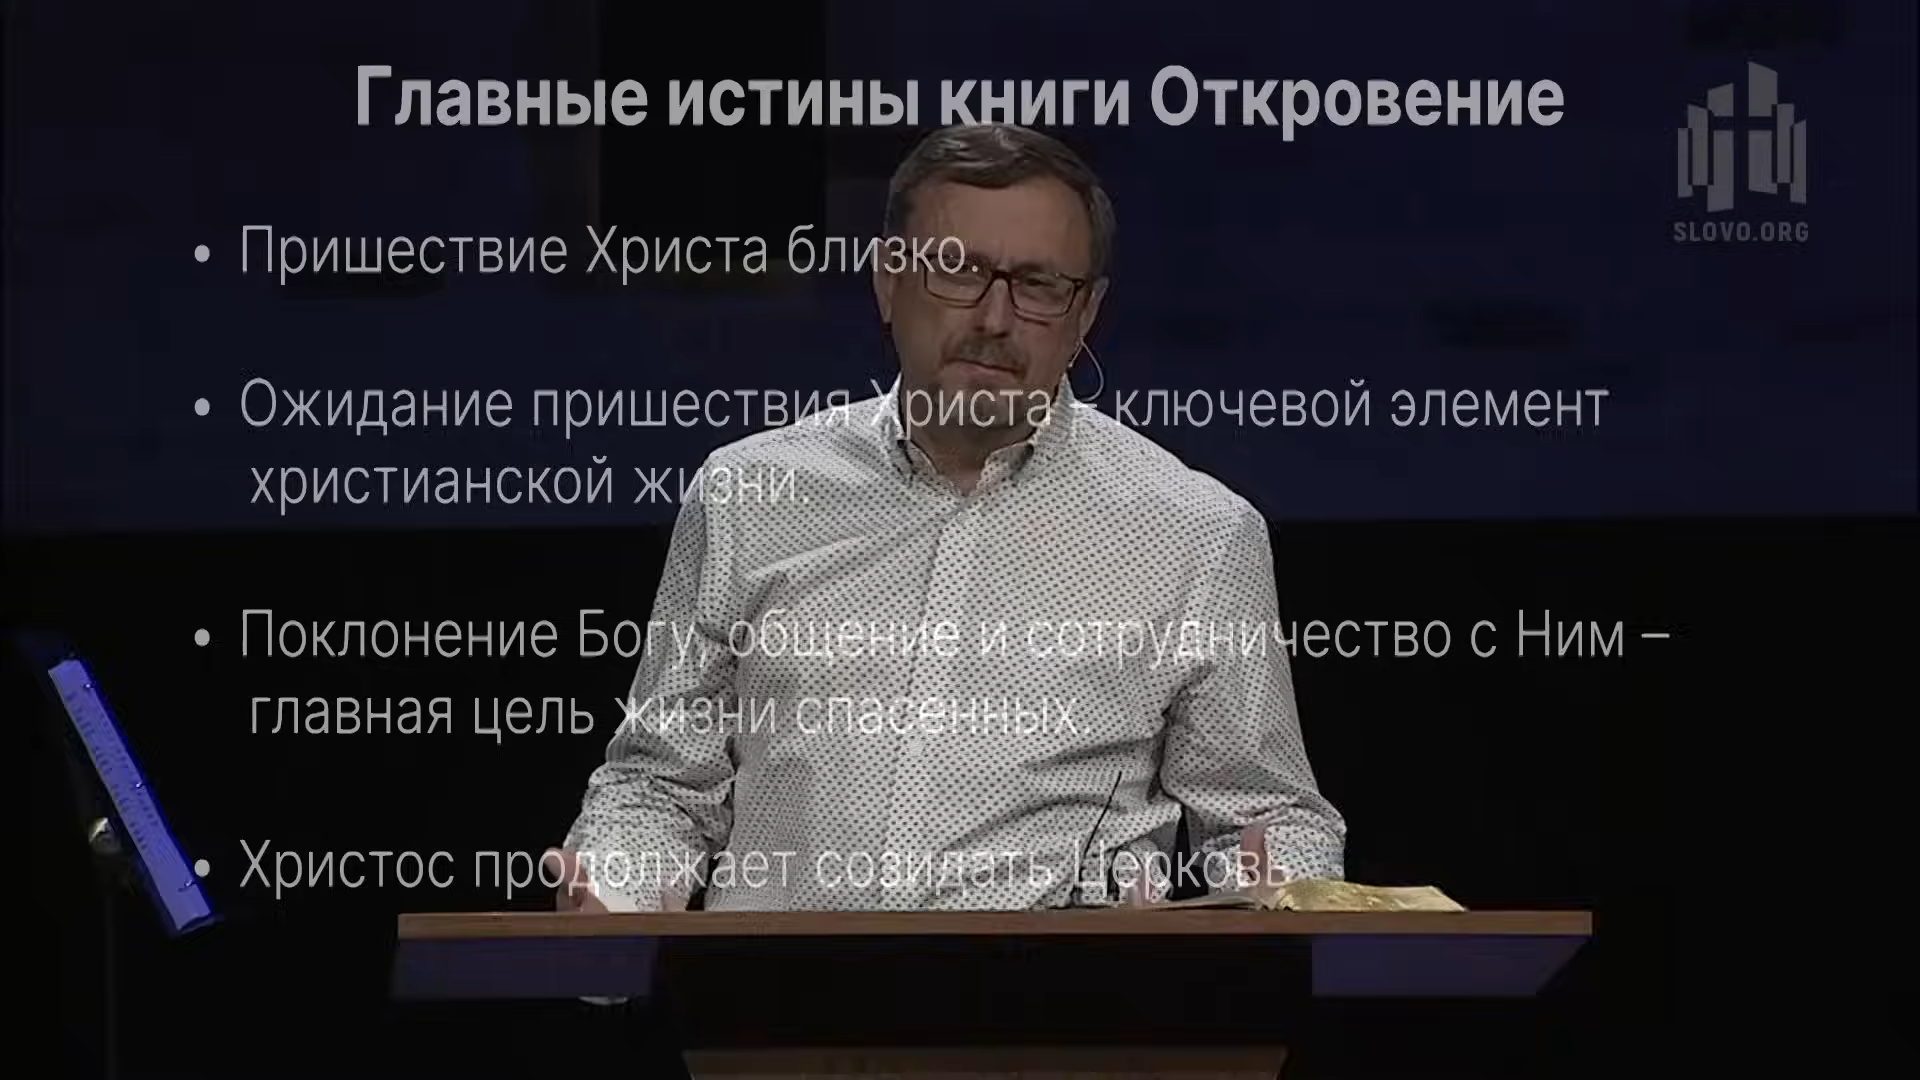 Главные истины книги Откровение
SLOVO.ORG
• Пришествие Христа близко.
• Ожидание пришествия Христа – ключевой элемент
христианской жизни.
• Поклонение Богу, общение и сотрудничество с Ним –
главная цель жизни спасенных.
• Христос продолжает созидать Церковь.